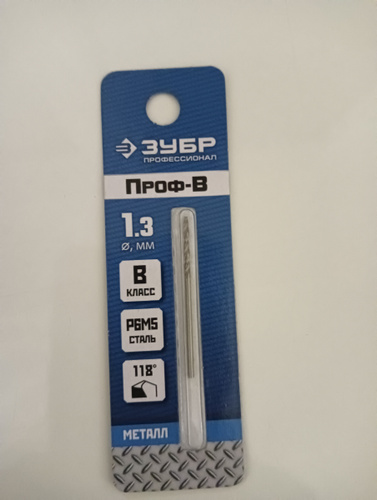 ЗУБР
ПРОФЕССИОНАЛ
ПРОФ-В
1.3
Ø, ММ
В
КЛАСС
Р6М5
СТАЛЬ
118°
МЕТАЛЛ